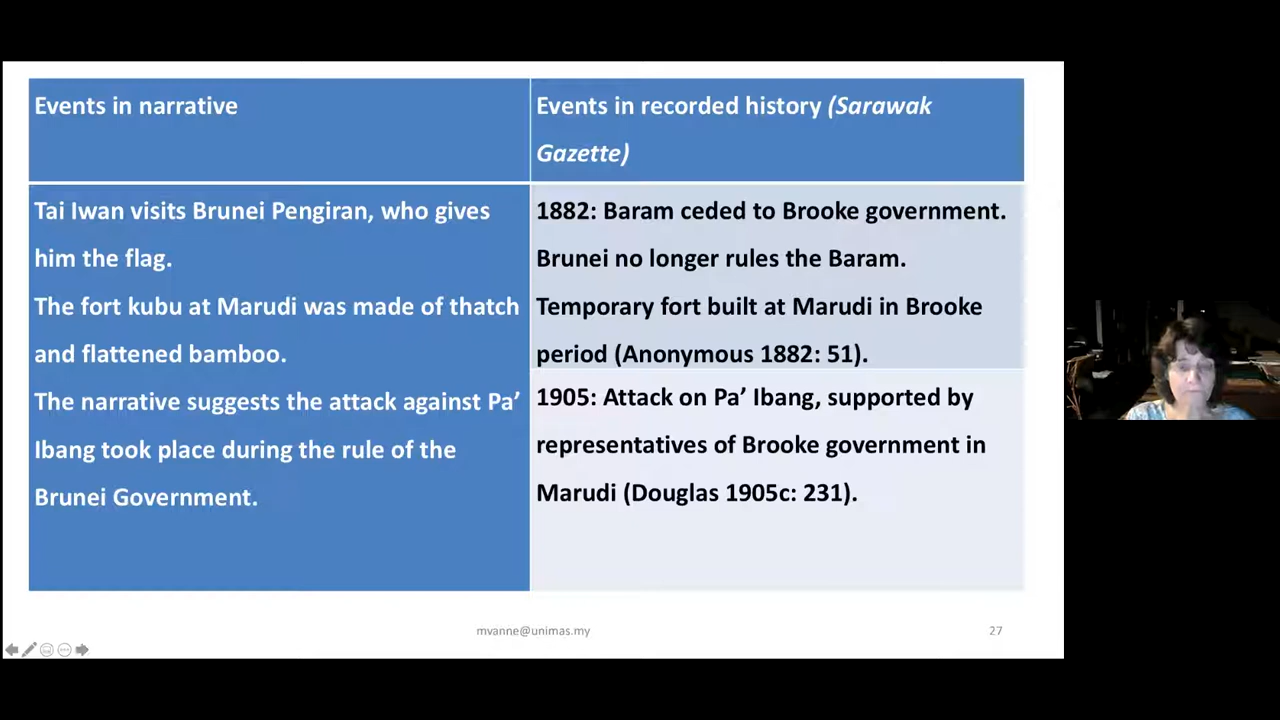 Events in narrative
Events in recorded history (Sarawak
Gazette)
Tai Iwan visits Brunei Pengiran, who gives
him the flag.
The fort kubu at Marudi was made of thatch
and flattened bamboo.
The narrative suggests the attack against Pa’
Ibang took place during the rule of the
Brunei Government.
1882: Baram ceded to Brooke government.
Brunei no longer rules the Baram.
Temporary fort built at Marudi in Brooke
period (Anonymous 1882: 51).
1905: Attack on Pa’ Ibang, supported by
representatives of Brooke government in
Marudi (Douglas 1905c: 231).
mvanne@unimas.my
27